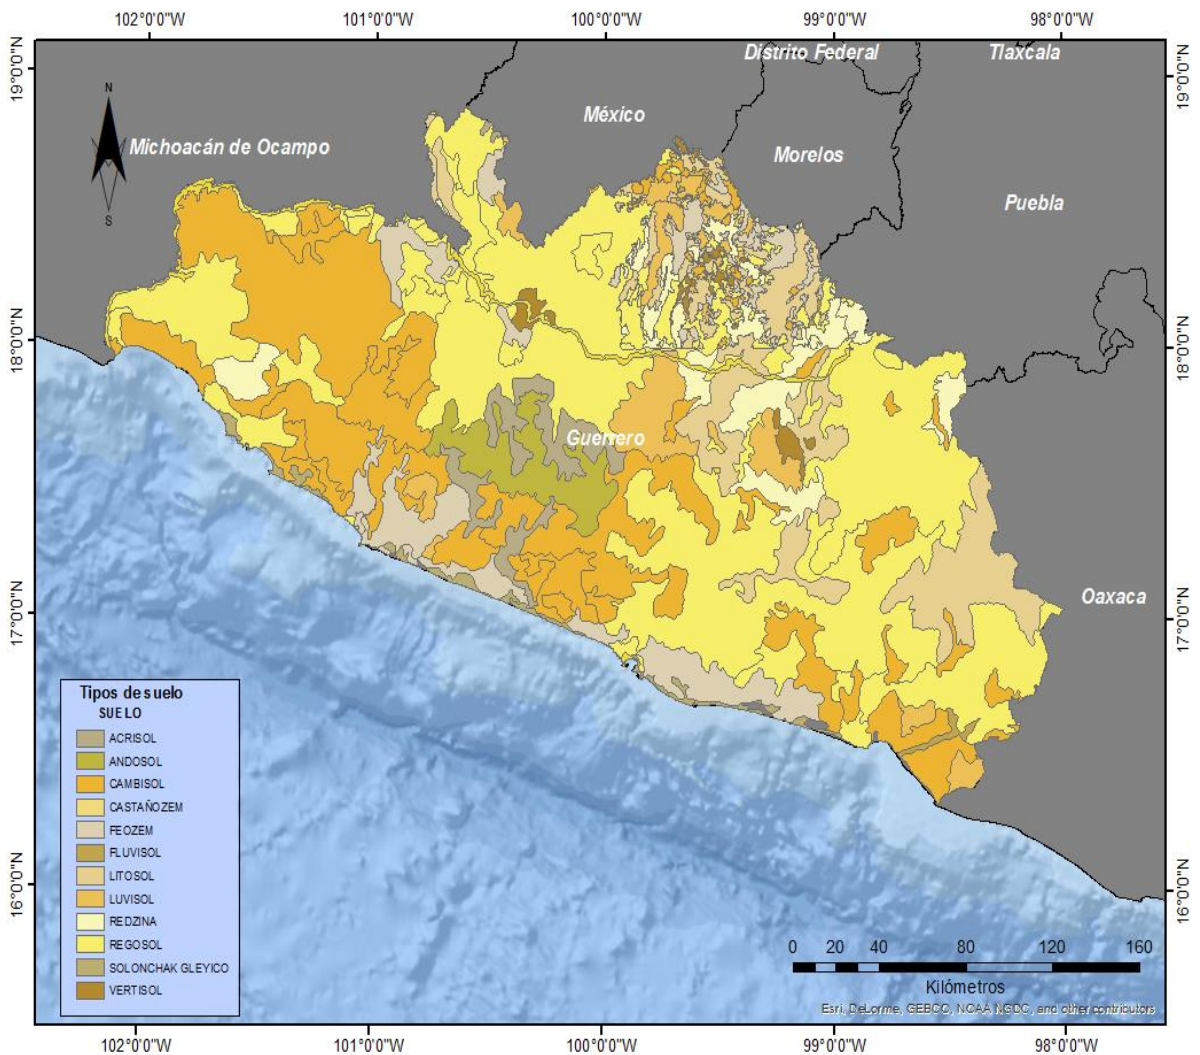 102°0'0"W 101°0'0"W 100°0'0"W 99°0'0"W 98°0'0"W
19°0'0"N
19°0'0"N
Distrito Federal
Tlaxcala
N
México
Michoacán de Ocampo
Morelos
Puebla
S
18°0'0"N
18°0'0"N
Guerrero
17°0'0"N
17°0'0"N
Oaxaca
Tipos de suelo
SUELO
ACRISOL
ANDOSOL
CAMBISOL
CASTAÑOZEM
FEOZEM
FLUVISOL
LITOSOL
LUVISOL
REDZINA
REGOSOL
SOLONCHAK GLEYICO
VERTISOL
16°0'0"N
16°0'0"N
0 20 40 80 120 160
Kilómetros
Esri, DeLorme, GEBCO, NOAA NGDC, and other contributors
102°0'0"W 101°0'0"W 100°0'0"W 99°0'0"W 98°0'0"W